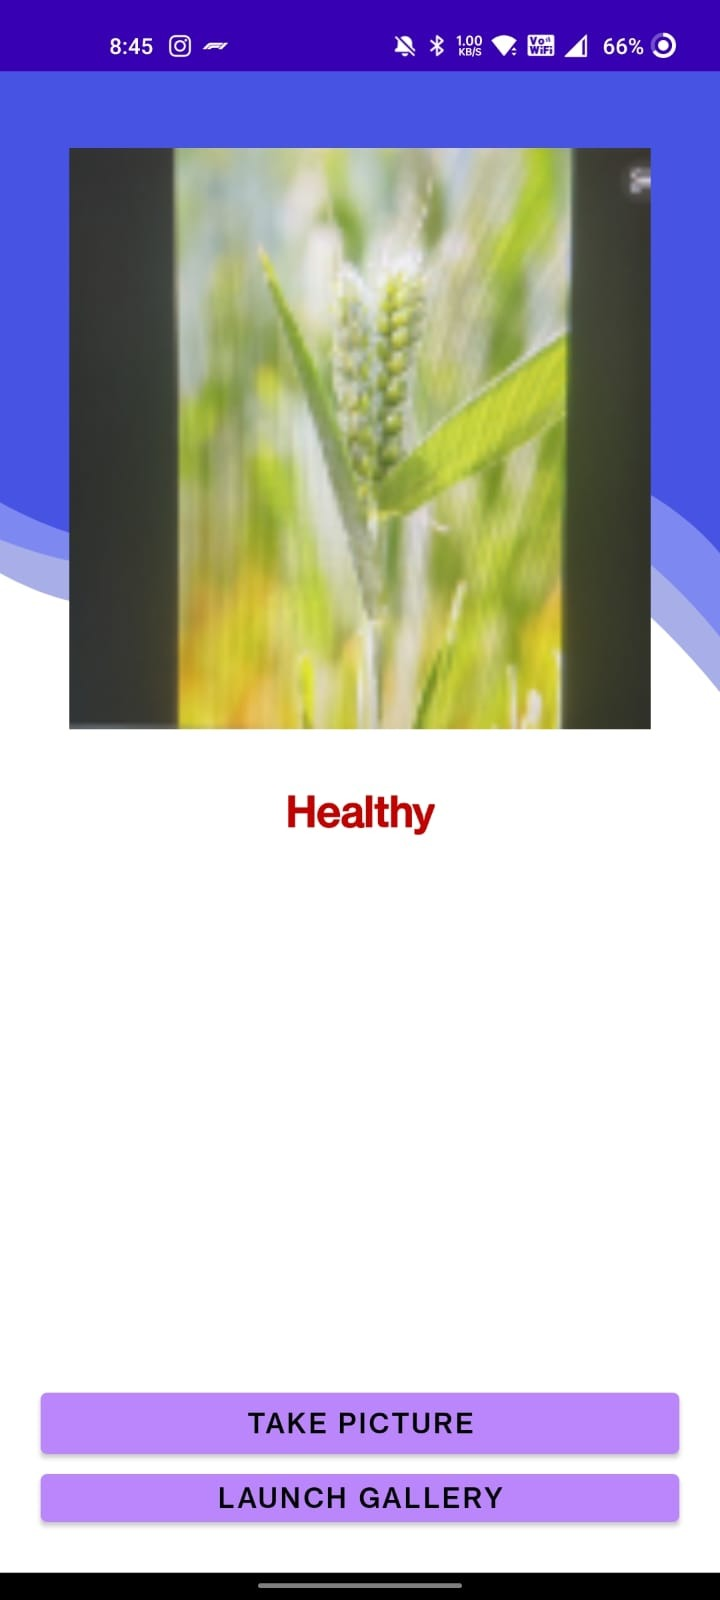 8:45
1.00
KB/S
Vo
WiFi
66%
Healthy
TAKE PICTURE
LAUNCH GALLERY